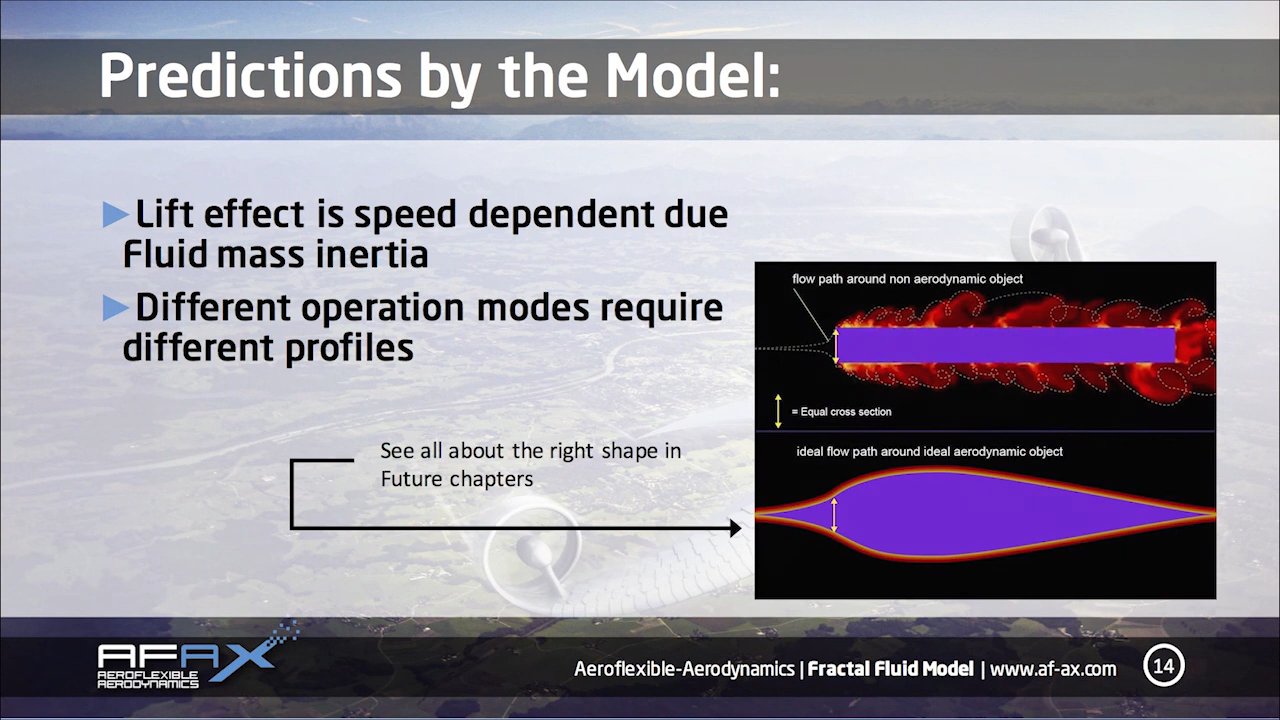 Predictions by the Model:
►Lift effect is speed dependent due
Fluid mass inertia
►Different operation modes require
different profiles
See all about the right shape in
Future chapters
flow path around non aerodynamic object
= Equal cross section
ideal flow path around ideal aerodynamic object
AFAX
AEROFLEXIBLE
AERODYNAMICS
Aeroflexible-Aerodynamics | Fractal Fluid Model | www.af-ax.com
14